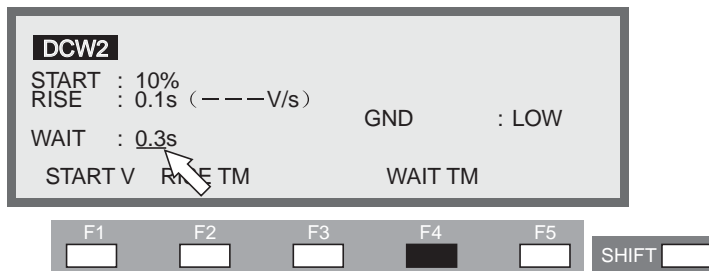 DCW2
START : 10%
RISE : 0.1s (－－－V/s)
GND : LOW
WAIT : 0.3s
START V RISE TM WAIT TM
F1 F2 F3 F4 F5
SHIFT